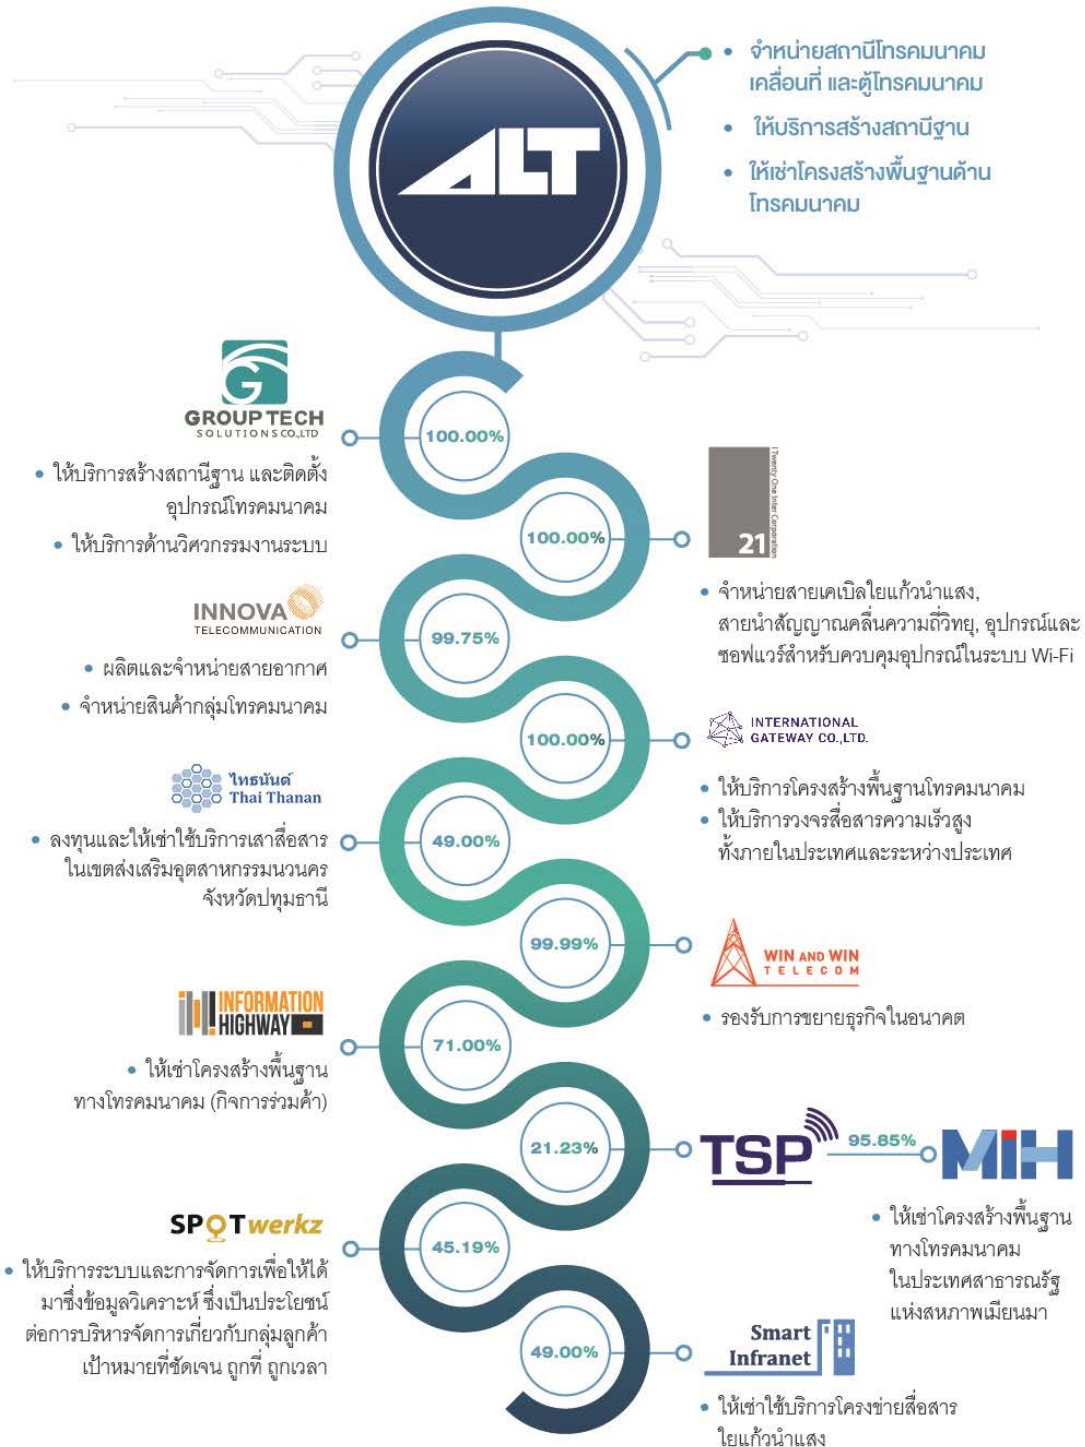 ALT
• จำหน่ายสถานีโทรคมนาคม
เคลื่อนที่ และตู้โทรคมนาคม
• ให้บริการสร้างสถานีฐาน
• ให้เช่าโครงสร้างพื้นฐานด้าน
โทรคมนาคม
G
GROUP TECH
SOLUTIONS CO.,LTD
100.00%
• ให้บริการสร้างสถานีฐาน และติดตั้ง
อุปกรณ์โทรคมนาคม
• ให้บริการด้านวิศวกรรมงานระบบ
100.00%
21
I Twenty One Inter Corporation
• จำหน่ายสายเคเบิลใยแก้วนำแสง,
สายนำสัญญาณคลื่นความถี่วิทยุ, อุปกรณ์และ
ซอฟแวร์สำหรับควบคุมอุปกรณ์ในระบบ Wi-Fi
INNOVA
TELECOMMUNICATION
99.75%
• ผลิตและจำหน่ายสายอากาศ
• จำหน่ายสินค้ากลุ่มโทรคมนาคม
100.00%
INTERNATIONAL
GATEWAY CO.,LTD.
• ให้บริการโครงสร้างพื้นฐานโทรคมนาคม
• ให้บริการวงจรสื่อสารความเร็วสูง
ทั้งภายในประเทศและระหว่างประเทศ
ไทธนันต์
Thai Thanan
49.00%
• ลงทุนและให้เช่าใช้บริการเสาสื่อสาร
ในเขตส่งเสริมอุตสาหกรรมนวนคร
จังหวัดปทุมธานี
99.99%
WIN AND WIN
TELECOM
• รองรับการขยายธุรกิจในอนาคต
INFORMATION
HIGHWAY
71.00%
• ให้เช่าโครงสร้างพื้นฐาน
ทางโทรคมนาคม (กิจการร่วมค้า)
21.23%
TSP
95.85%
MIH
• ให้เช่าโครงสร้างพื้นฐาน
ทางโทรคมนาคม
ในประเทศสาธารณรัฐ
แห่งสหภาพเมียนมา
SPOTwerkz
45.19%
• ให้บริการระบบและการจัดการเพื่อให้ได้
มาซึ่งข้อมูลวิเคราะห์ ซึ่งเป็นประโยชน์
ต่อการบริหารจัดการเกี่ยวกับกลุ่มลูกค้า
เป้าหมายที่ชัดเจน ถูกที่ ถูกเวลา
49.00%
Smart
Infranet
• ให้เช่าใช้บริการโครงข่ายสื่อสาร
ใยแก้วนำแสง